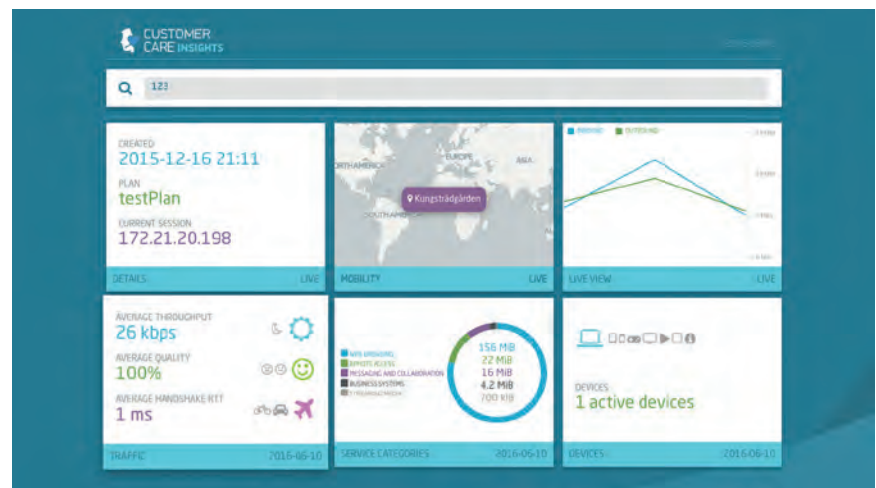 CUSTOMER
CARE INSIGHTS
123
CREATED
2015-12-16 21:11
PLAN
testPlan
CURRENT SESSION
172.21.20.198
DETAILS LIVE
NORTH AMERICA
EUROPE
ASIA
Kungsträdgården
SOUTH AMERICA
MOBILITY LIVE
INBOUND OUTBOUND
LIVE VIEW LIVE
AVERAGE THROUGHPUT
26 kbps
AVERAGE QUALITY
100%
AVERAGE HANDSHAKE RTT
1 ms
TRAFFIC 2016-06-10
WEB BROWSING
REMOTE ACCESS
MESSAGING AND COLLABORATION
BUSINESS SYSTEMS
STREAMING MEDIA
156 MiB
22 MiB
16 MiB
4.2 MiB
700 kiB
SERVICE CATEGORIES 2016-06-10
DEVICES
1 active devices
DEVICES 2016-06-10